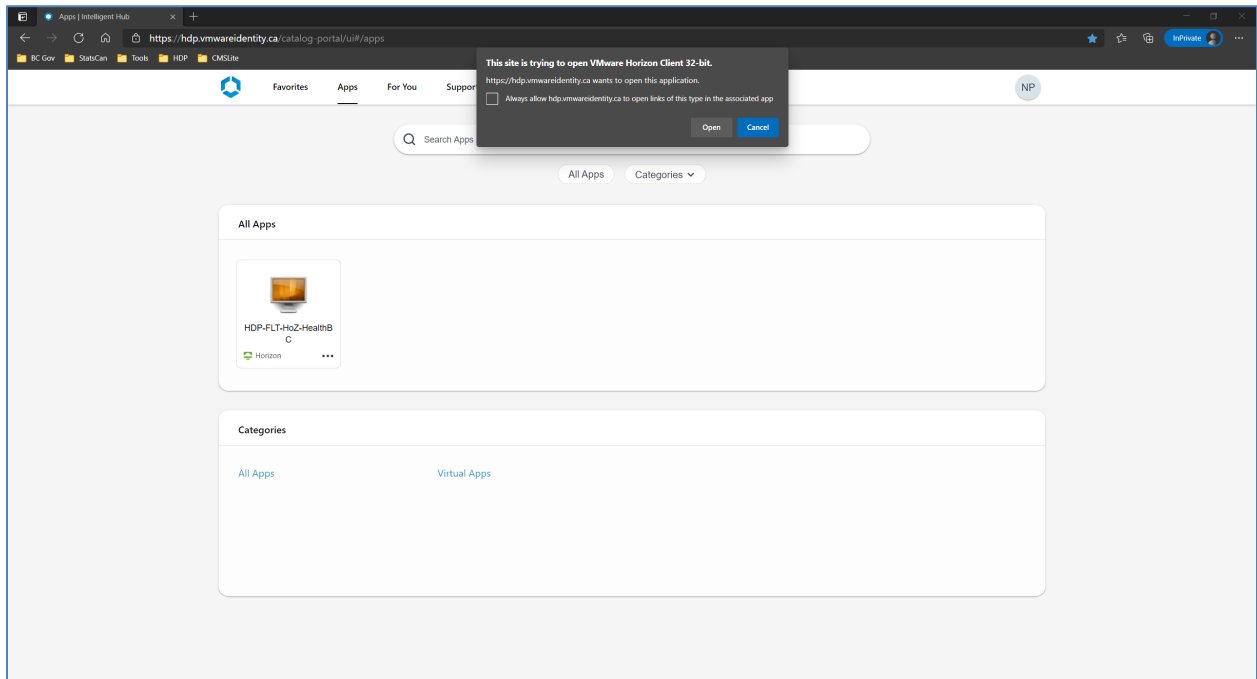 Apps | Intelligent Hub
https://hdp.vmwareidentity.ca/catalog-portal/ui#/apps
InPrivate
BC Gov StatsCan Tools HDP CMSLite
This site is trying to open VMware Horizon Client 32-bit.
https://hdp.vmwareidentity.ca wants to open this application.
Always allow hdp.vmwareidentity.ca to open links of this type in the associated app
Open Cancel
Favorites Apps For You Suppor
NP
Search Apps
All Apps Categories
All Apps
HDP-FLT-HoZ-HealthB
C
Horizon
Categories
All Apps Virtual Apps